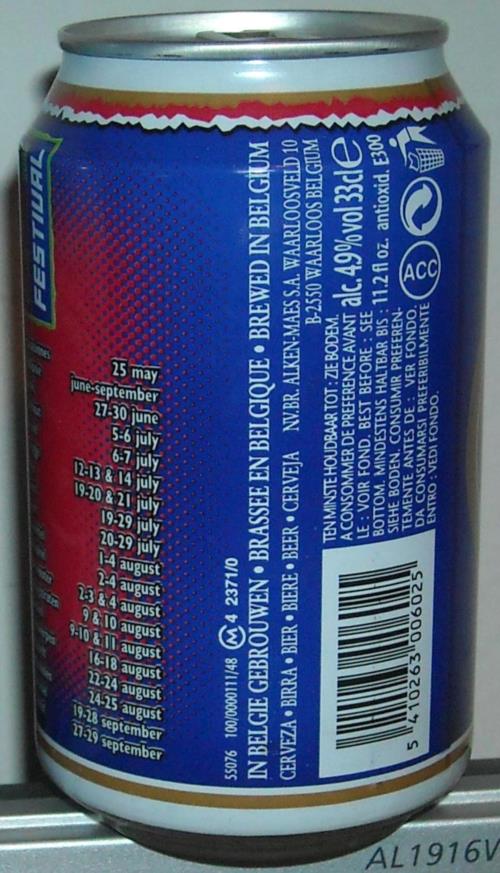 FESTIVAL
25 may
june-september
27-30 june
5-6 july
6-7 july
12-13 & 14 july
19-20 & 21 july
19-29 july
20-29 july
1-4 august
2-4 august
2-3 & 4 august
9 & 10 august
9-10 & 11 august
16-18 august
22-24 august
24-25 august
19-28 september
27-29 september
55076 100/0000111/48 M 4 2371/0
IN BELGIE GEBROUWEN • BRASSEE EN BELGIQUE • BREWED IN BELGIUM
CERVEZA • BIRRA • BIER • BIERE • BEER • CERVEJA NV.BR. ALKEN-MAES S.A. WAARLOOSVELD 10
B-2550 WAARLOOS BELGIUM
TEN MINSTE HOUDBAAR TOT : ZIE BODEM.
A CONSOMMER DE PREFERENCE AVANT
LE : VOIR FOND. BEST BEFORE : SEE
BOTTOM. MINDESTENS HALTBAR BIS :
SIEHE BODEN. CONSUMIR PREFEREN-
TEMENTE ANTES DE : VER FONDO.
DA CONSUMARSI PREFERIBILMENTE
ENTRO : VEDI FONDO.
alc. 4.9% vol 33cl e
11.2 fl oz. antioxid. E300
ACC
5 410263 006025
AL1916V